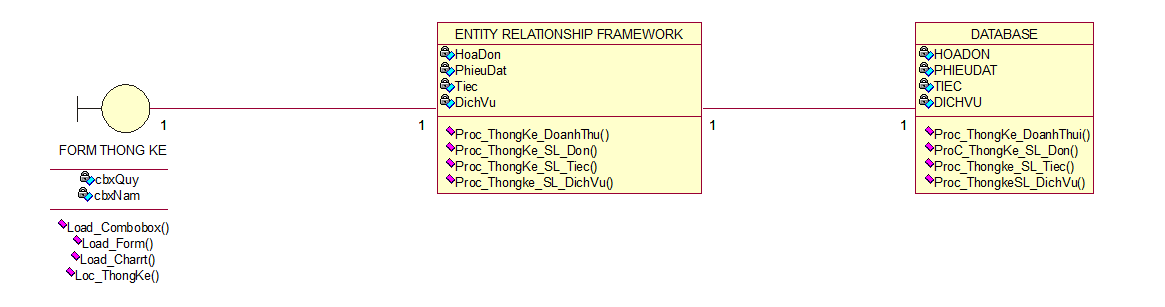 FORM THONG KE
cbxQuy
cbxNam
Load_Combobox()
Load_Form()
Load_Charrt()
Loc_ThongKe()
1
1
ENTITY RELATIONSHIP FRAMEWORK
HoaDon
PhieuDat
Tiec
DichVu
Proc_ThongKe_DoanhThu()
Proc_ThongKe_SL_Don()
Proc_ThongKe_SL_Tiec()
Proc_Thongke_SL_DichVu()
1
1
DATABASE
HOADON
PHIEUDAT
TIEC
DICHVU
Proc_ThongKe_DoanhThui()
ProC_ThongKe_SL_Don()
Proc_Thongke_SL_Tiec()
Proc_ThongkeSL_DichVu()